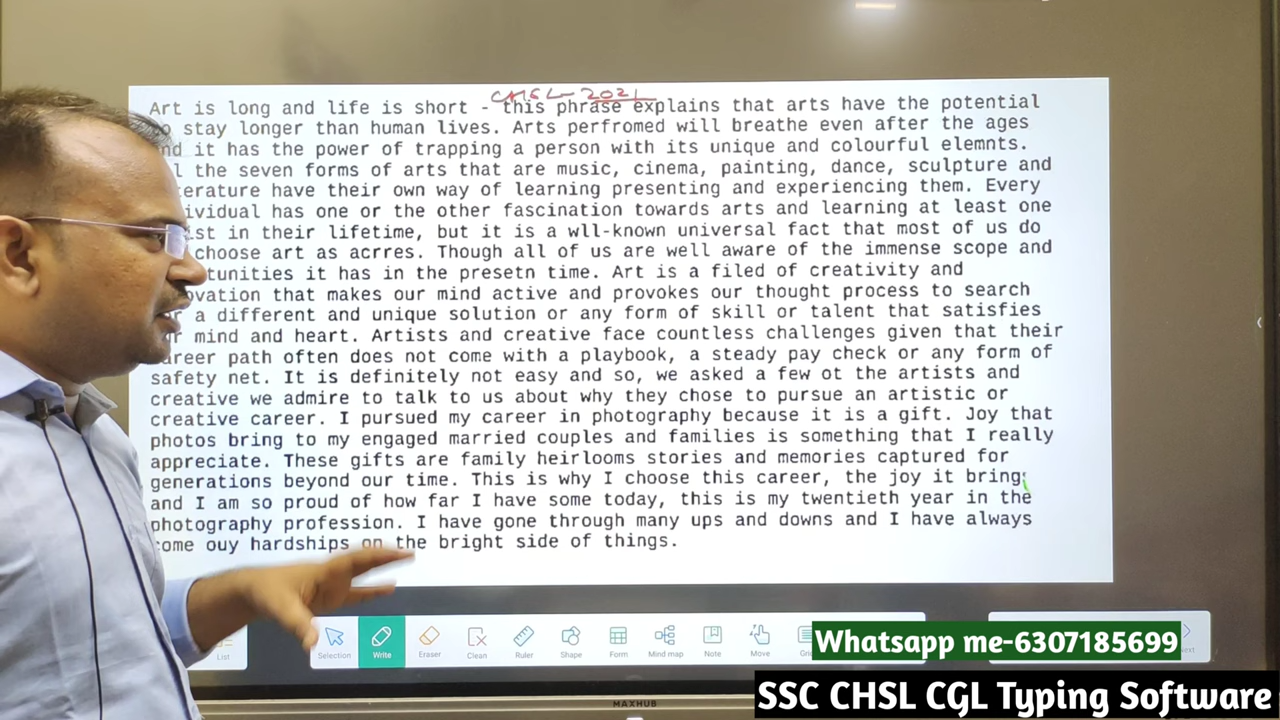 CHSL-2021
Art is long and life is short - this phrase explains that arts have the potential
stay longer than human lives. Arts perfromed will breathe even after the ages
nd it has the power of trapping a person with its unique and colourful elemnts.
l the seven forms of arts that are music, cinema, painting, dance, sculpture and
terature have their own way of learning presenting and experiencing them. Every
ividual has one or the other fascination towards arts and learning at least one
ist in their lifetime, but it is a wll-known universal fact that most of us do
choose art as acrres. Though all of us are well aware of the immense scope and
tunities it has in the presetn time. Art is a filed of creativity and
ovation that makes our mind active and provokes our thought process to search
r a different and unique solution or any form of skill or talent that satisfies
r mind and heart. Artists and creative face countless challenges given that their
career path often does not come with a playbook, a steady pay check or any form of
safety net. It is definitely not easy and so, we asked a few ot the artists and
creative we admire to talk to us about why they chose to pursue an artistic or
creative career. I pursued my career in photography because it is a gift. Joy that
photos bring to my engaged married couples and families is something that I really
appreciate. These gifts are family heirlooms stories and memories captured for
generations beyond our time. This is why I choose this career, the joy it bring
and I am so proud of how far I have some today, this is my twentieth year in the
photography profession. I have gone through many ups and downs and I have always
come ouy hardships on the bright side of things.
List
Selection
Write
Eraser
Clean
Ruler
Shape
Form
Mind map
Note
Move
Next
MAXHUB
Whatsapp me-6307185699
SSC CHSL CGL Typing Software